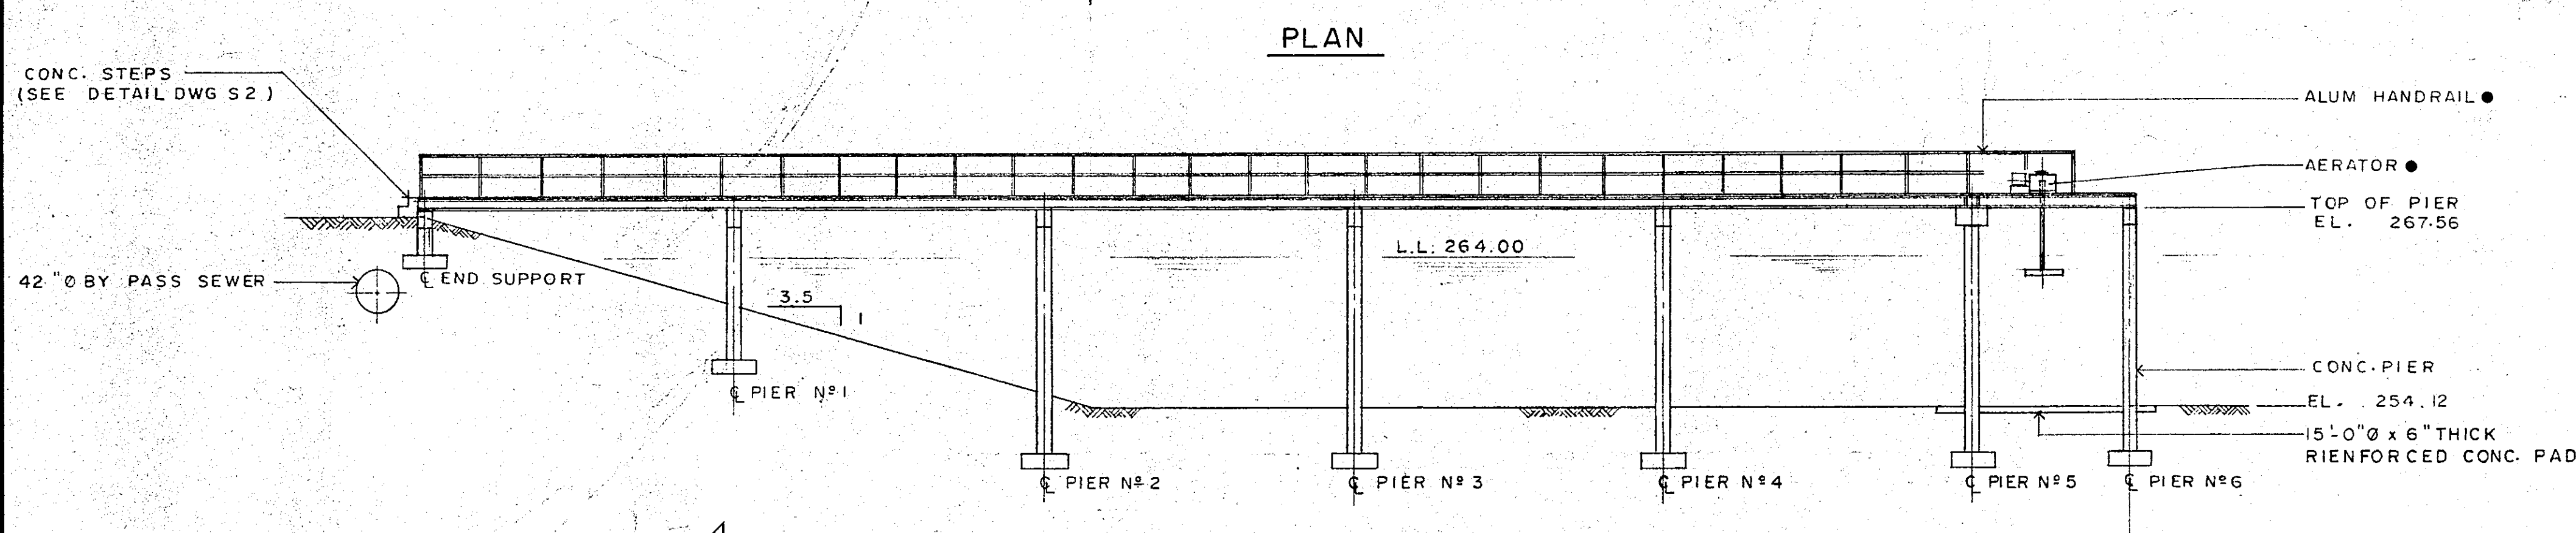 PLAN
CONC. STEPS
(SEE DETAIL DWG S2)
ALUM HANDRAIL ●
AERATOR ●
TOP OF PIER
EL. 267.56
L.L. 264.00
42"Ø BY PASS SEWER
℄ END SUPPORT
3.5
1
CONC. PIER
℄ PIER Nº 1
EL. 254.12
15'-0"Ø x 6" THICK
RIENFORCED CONC. PAD
℄ PIER Nº 2
℄ PIER Nº 3
℄ PIER Nº 4
℄ PIER Nº 5
℄ PIER Nº 6